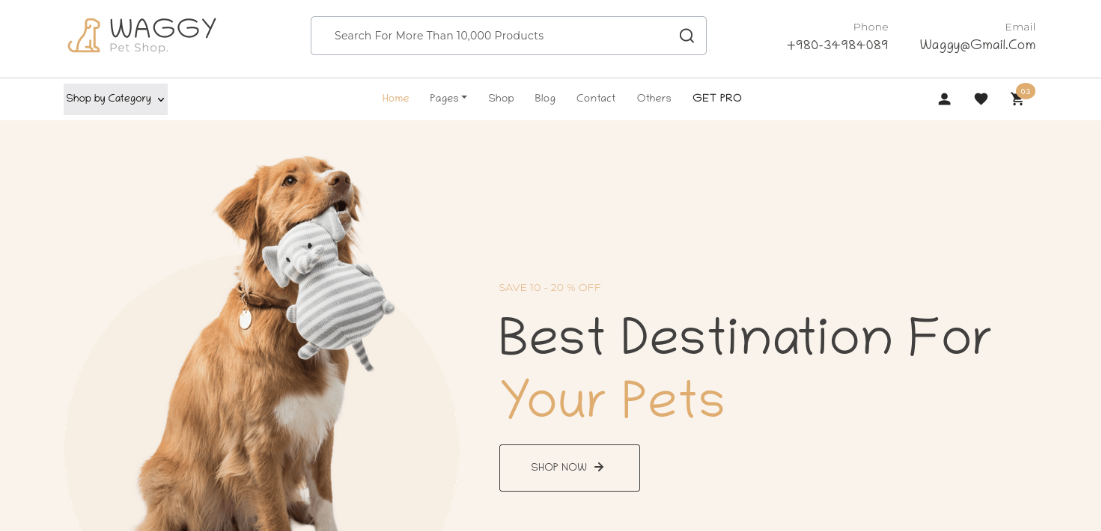 WAGGY
Pet Shop.
Search For More Than 10,000 Products
Phone
+980-34984089
Email
Waggy@Gmail.Com
Shop by Category
Home
Pages
Shop
Blog
Contact
Others
GET PRO
03
SAVE 10 - 20 % OFF
Best Destination For
Your Pets
SHOP NOW